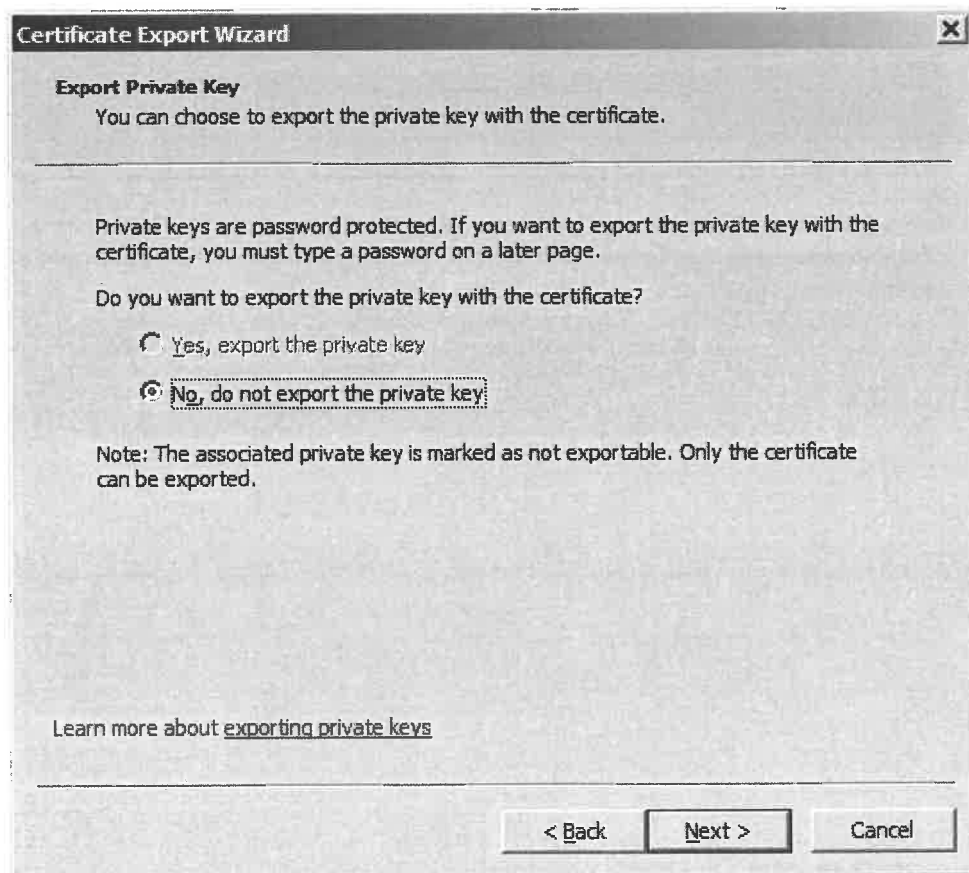 Certificate Export Wizard
Export Private Key
You can choose to export the private key with the certificate.
Private keys are password protected. If you want to export the private key with the
certificate, you must type a password on a later page.
Do you want to export the private key with the certificate?
Yes, export the private key
No, do not export the private key
Note: The associated private key is marked as not exportable. Only the certificate
can be exported.
Learn more about exporting private keys
< Back
Next >
Cancel